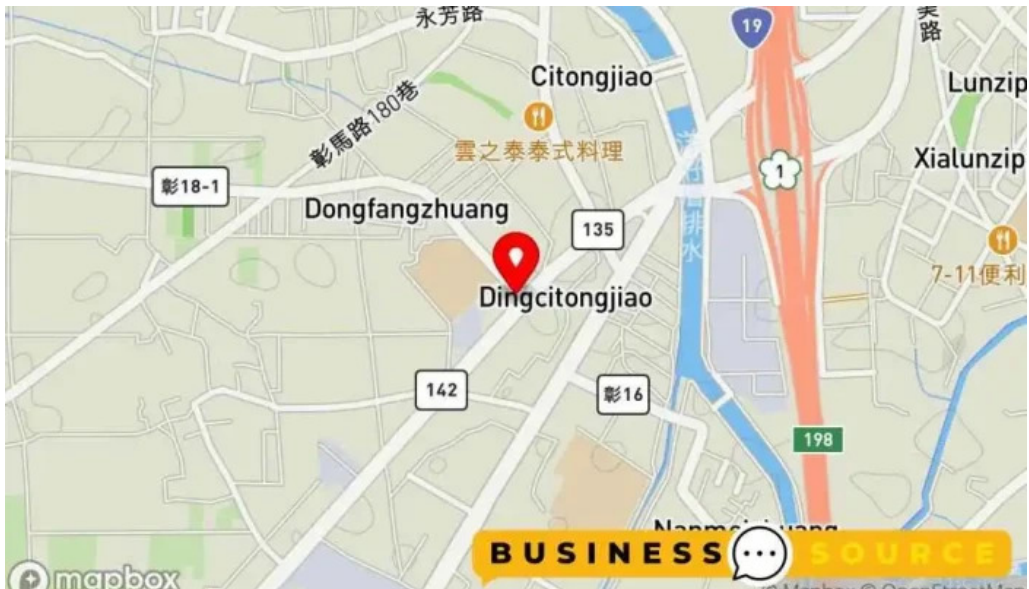 永芳路
19
美路
Citongjiao
Lunzip
彰馬路180巷
雲之泰泰式料理
1
Xialunzip
彰18-1
Dongfangzhuang
135
排水
7-11便利
Dingcitongjiao
142
彰16
198
BUSINESS SOURCE
mapbox